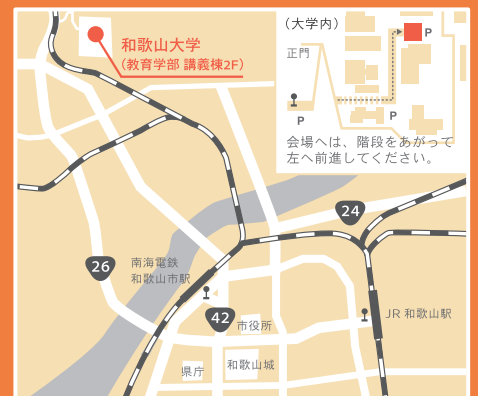 和歌山大学
（教育学部 講義棟2F）
（大学内）
正門
P
P
P
会場へは、階段をあがって
左へ前進してください。
24
26
南海電鉄
和歌山市駅
42
市役所
JR 和歌山駅
県庁
和歌山城